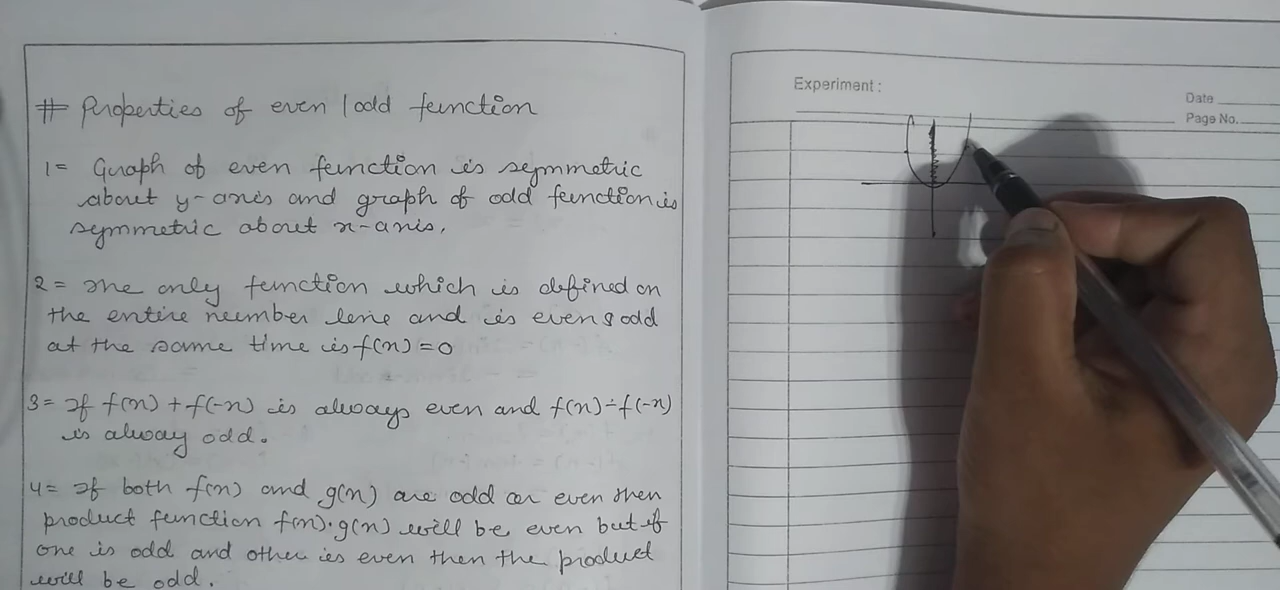 # Properties of even / odd function
1 = Graph of even function is symmetric
about y-axis and graph of odd function is
symmetric about x-axis.
2 = The only function which is defined on
the entire number line and is even & odd
at the same time is f(x) = 0
3 = If f(x) + f(-x) is always even and f(x) - f(-x)
is alway odd.
4 = If both f(x) and g(x) are odd or even then
product function f(x)·g(x) will be even but if
one is odd and other is even then the product
will be odd.
Experiment :
Date
Page No.